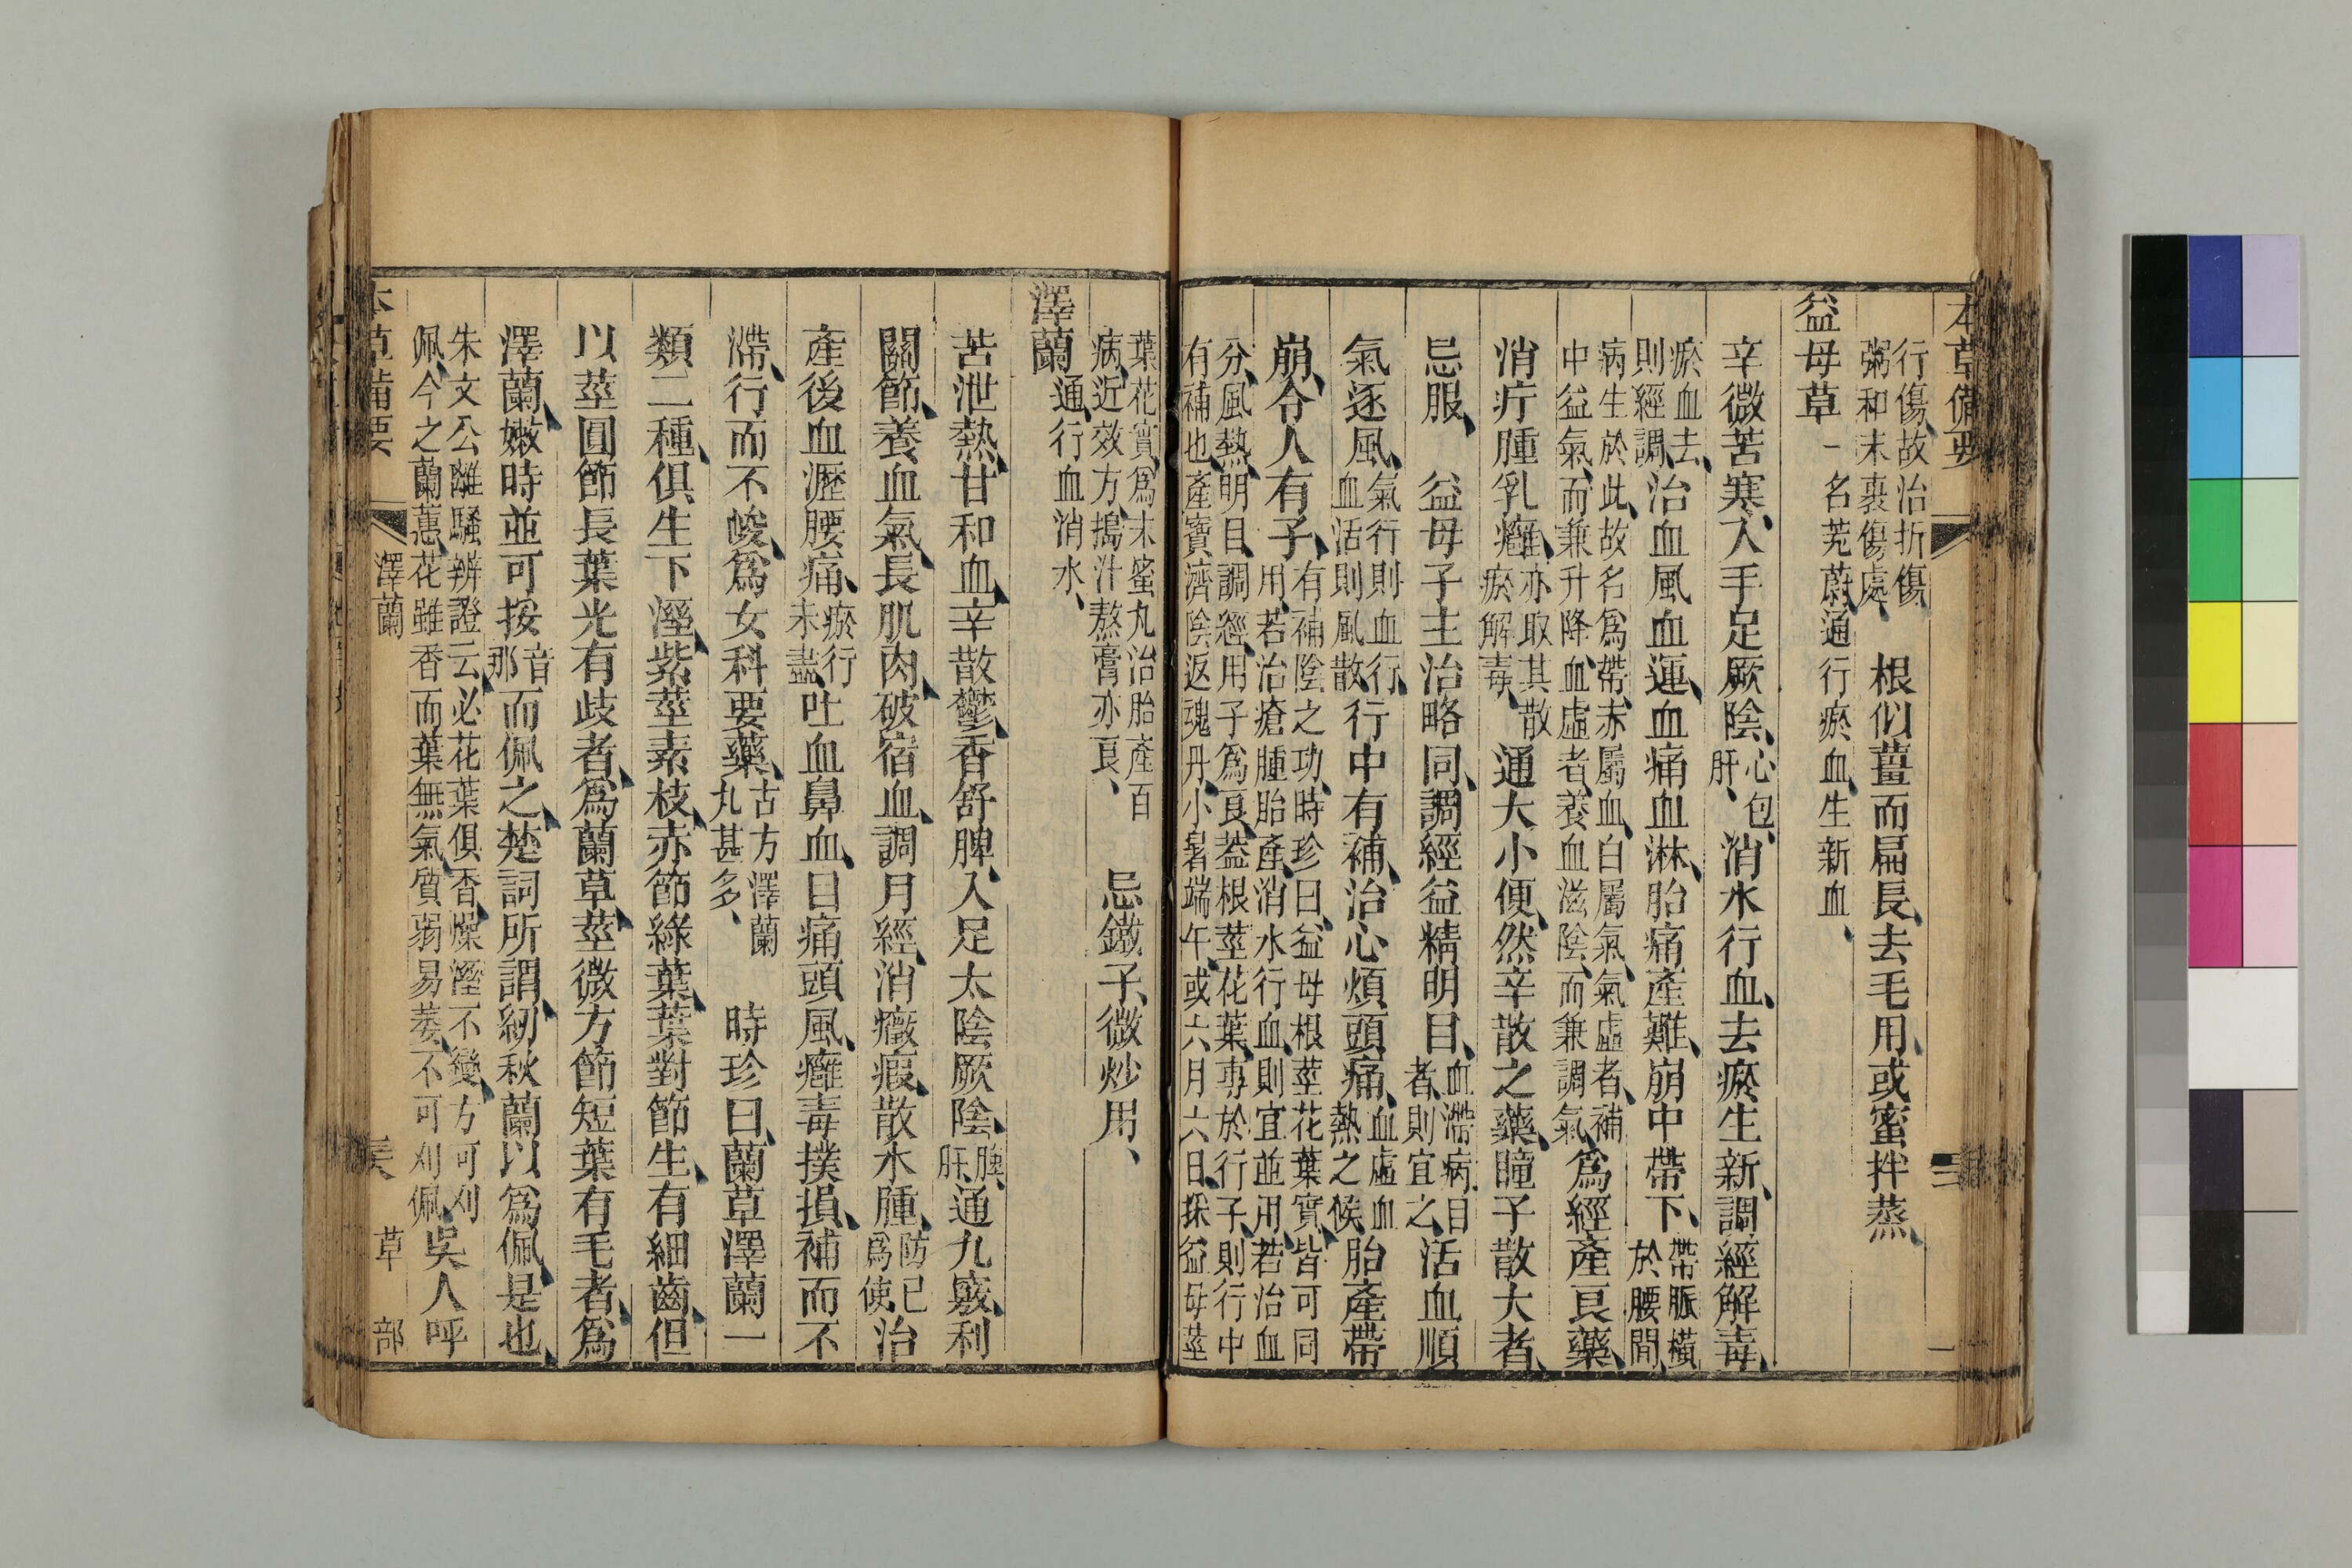 本草備要
行傷故治折傷
粥和末裹傷處、
根似薑而扁長、去毛用、或蜜拌蒸、
益母草
一名茺蔚、通行瘀血、生新血、
辛微苦寒、入手足厥陰、心包、肝、消水行血、去瘀生新、調經解毒、
瘀血去、則經調、治血風血運、血痛血淋、胎痛產難、崩中帶下、帶脈橫於腰間、
病生於此、故名爲帶、赤屬血、白屬氣、氣虛者、補中益氣、而兼升降、血虛者、養血滋陰、而兼調氣、爲經產良藥、
消疔腫乳癰、亦取其散瘀解毒、通大小便、然辛散之藥、瞳子散大者、
忌服、益母子主治略同、調經益精明目、血滯病目者、則宜之、活血順
氣逐風、氣行則血行、血活則風散、行中有補、治心煩頭痛、血虛血熱之候、胎產帶
崩、令人有子、有補陰之功、時珍曰、益母根莖花葉實、皆可同用、若治瘡腫胎產、消水行血、則宜並用、若治血
分風熱、明目調經、用子爲良、葢根莖花葉、專於行、子則行中有補也、產寶濟陰返魂丹、小暑端午、或六月六日、採益母莖
葉花實、爲末蜜丸、治胎產百病、近效方、搗汁熬膏亦良、忌鐵、子微炒用、
澤蘭
通、行血消水、
苦泄熱、甘和血、辛散鬱、香舒脾、入足太陰厥陰、脾、肝、通九竅、利
關節、養血氣、長肌肉、破宿血、調月經、消癥瘕、散水腫、防己爲使、治
產後血瀝腰痛、瘀行未盡、吐血鼻血、目痛頭風、癰毒撲損、補而不
滯、行而不峻、爲女科要藥、古方澤蘭丸甚多、時珍曰、蘭草澤蘭一
類二種、俱生下溼、紫莖素枝、赤節綠葉、葉對節生、有細齒、但
以莖圓節長、葉光有歧者、爲蘭草、莖微方、節短、葉有毛者、爲
澤蘭、嫩時並可挼音那而佩之、楚詞所謂、紉秋蘭以爲佩、是也、
朱文公離騷辨證云、必花葉俱香、燥溼不變、方可刈佩、今之蘭蕙、花雖香而葉無氣、質弱易萎、不可刈佩、吳人呼
本草備要
澤蘭
草部